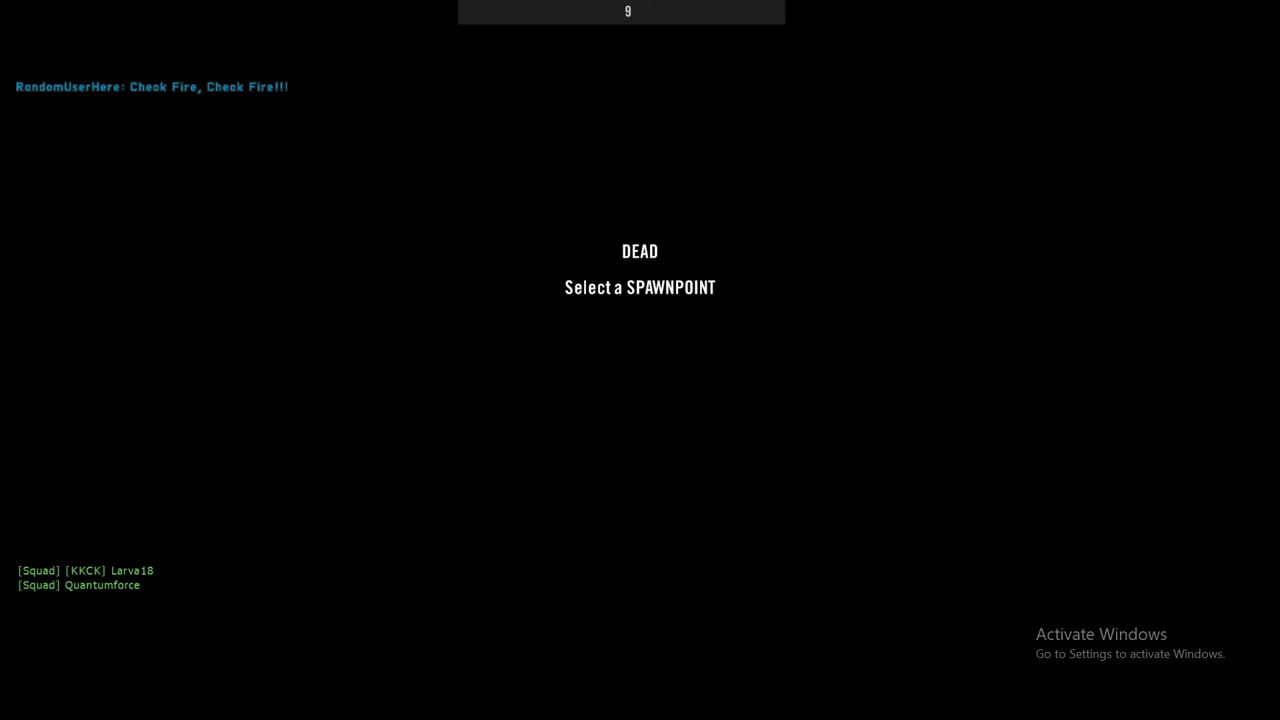 9
RandomUserHere: Check Fire, Check Fire!!!
DEAD
Select a SPAWNPOINT
[Squad] [KKCK] Larva18
[Squad] Quantumforce
Activate Windows
Go to Settings to activate Windows.